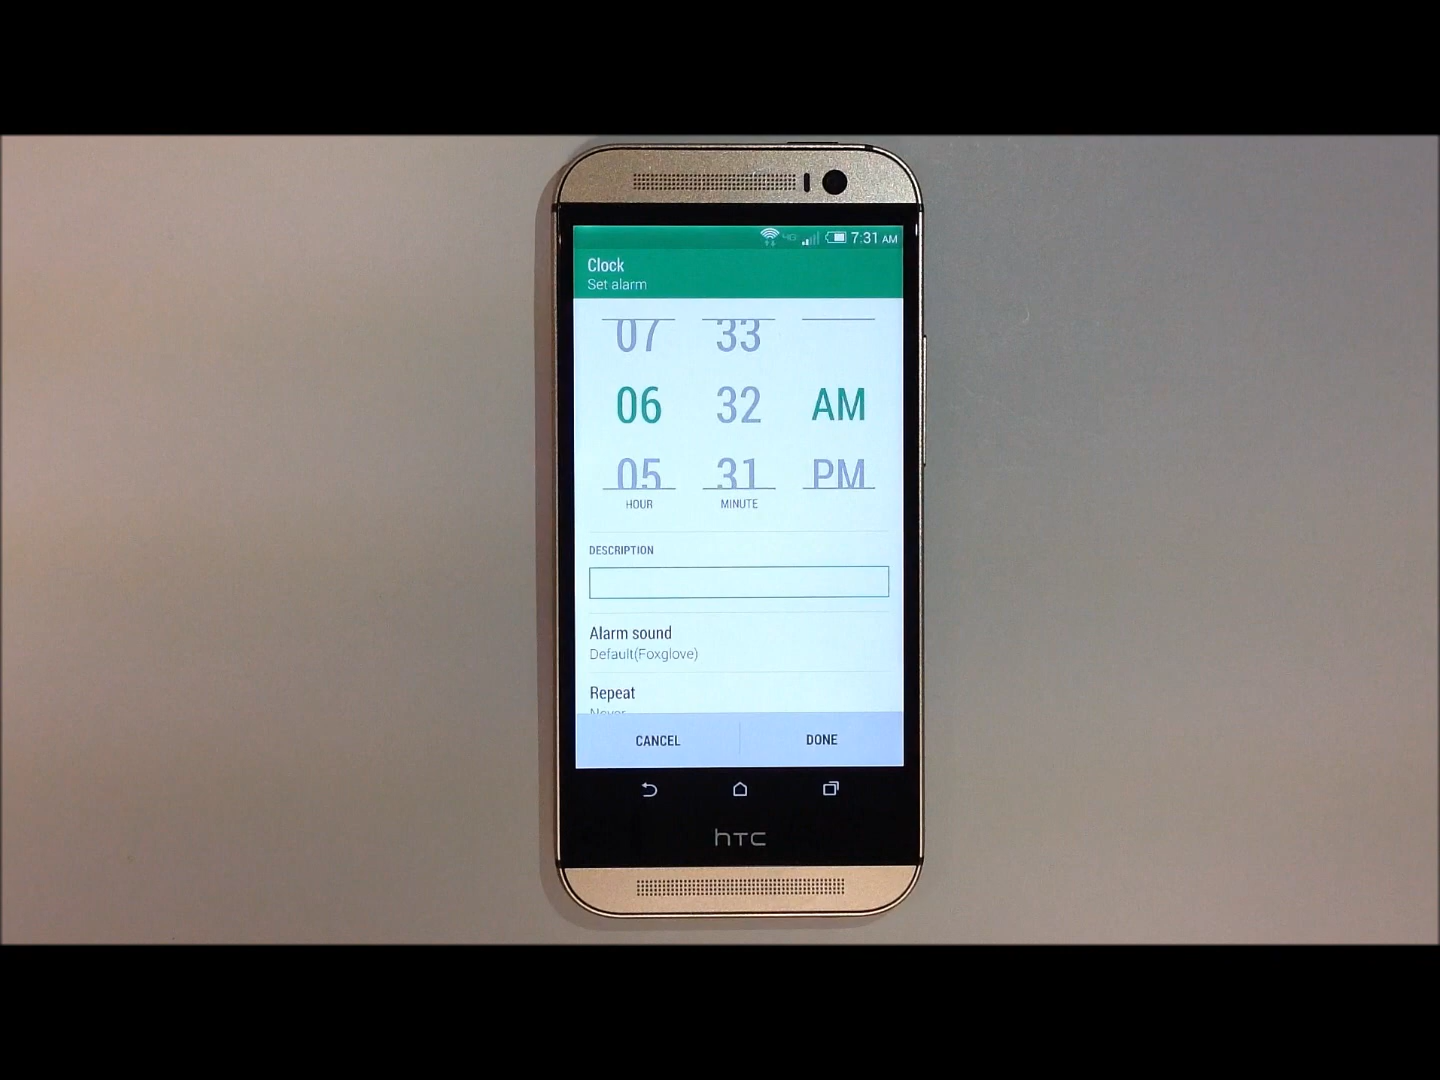 4G 7:31 AM
Clock
Set alarm
07 33
06 32 AM
05 31 PM
HOUR MINUTE
DESCRIPTION
Alarm sound
Default(Foxglove)
Repeat
Never
CANCEL DONE
hTC